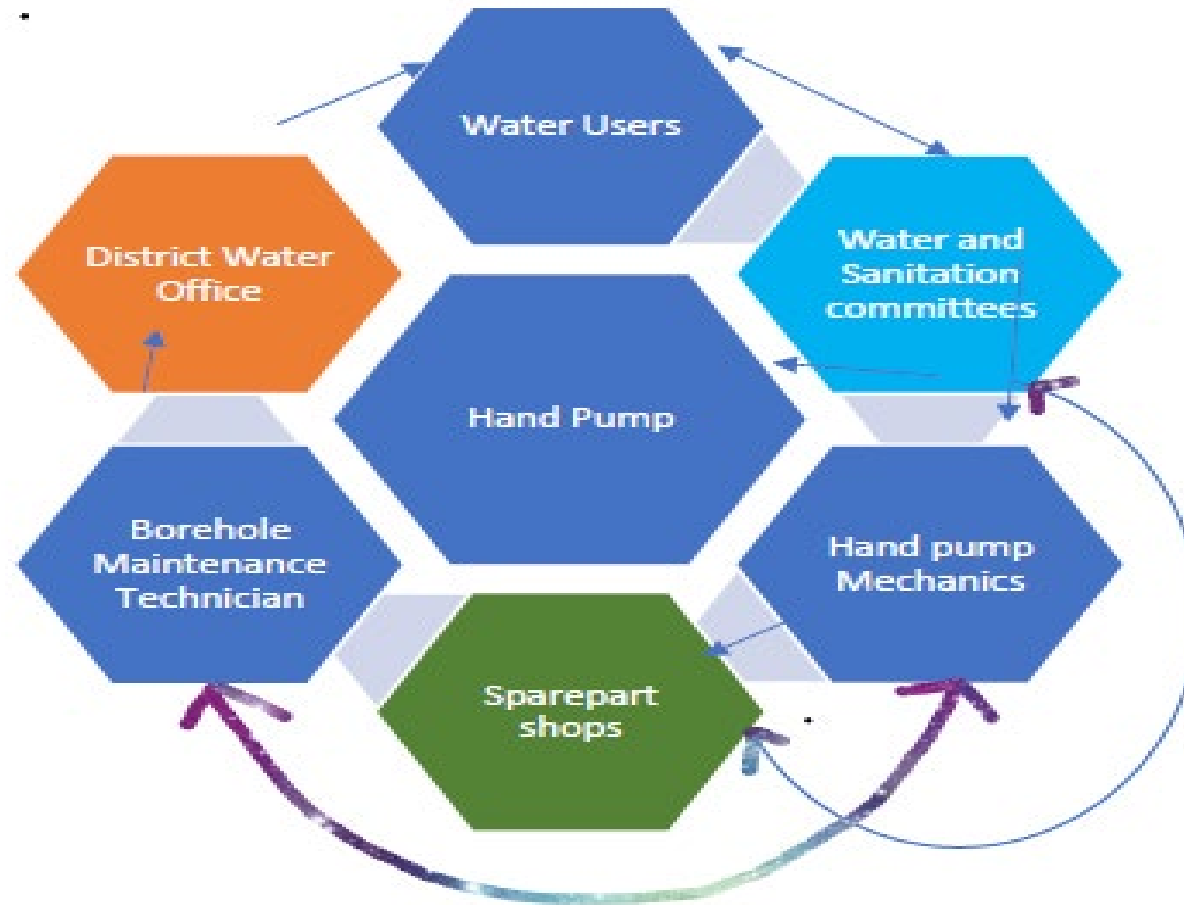 Water Users
District Water
Office
Water and
Sanitation
committees
Hand Pump
Borehole
Maintenance
Technician
Hand pump
Mechanics
Sparepart
shops